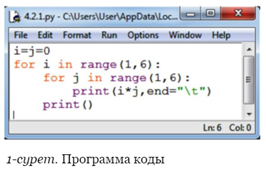 4.2.1.py - C:\Users\User\AppData\Loc...
File Edit Format Run Options Window Help
i=j=0
for i in range(1,6):
    for j in range(1,6):
        print(i*j,end="\t")
    print()
Ln: 6 Col: 0
1-сурет. Программа коды